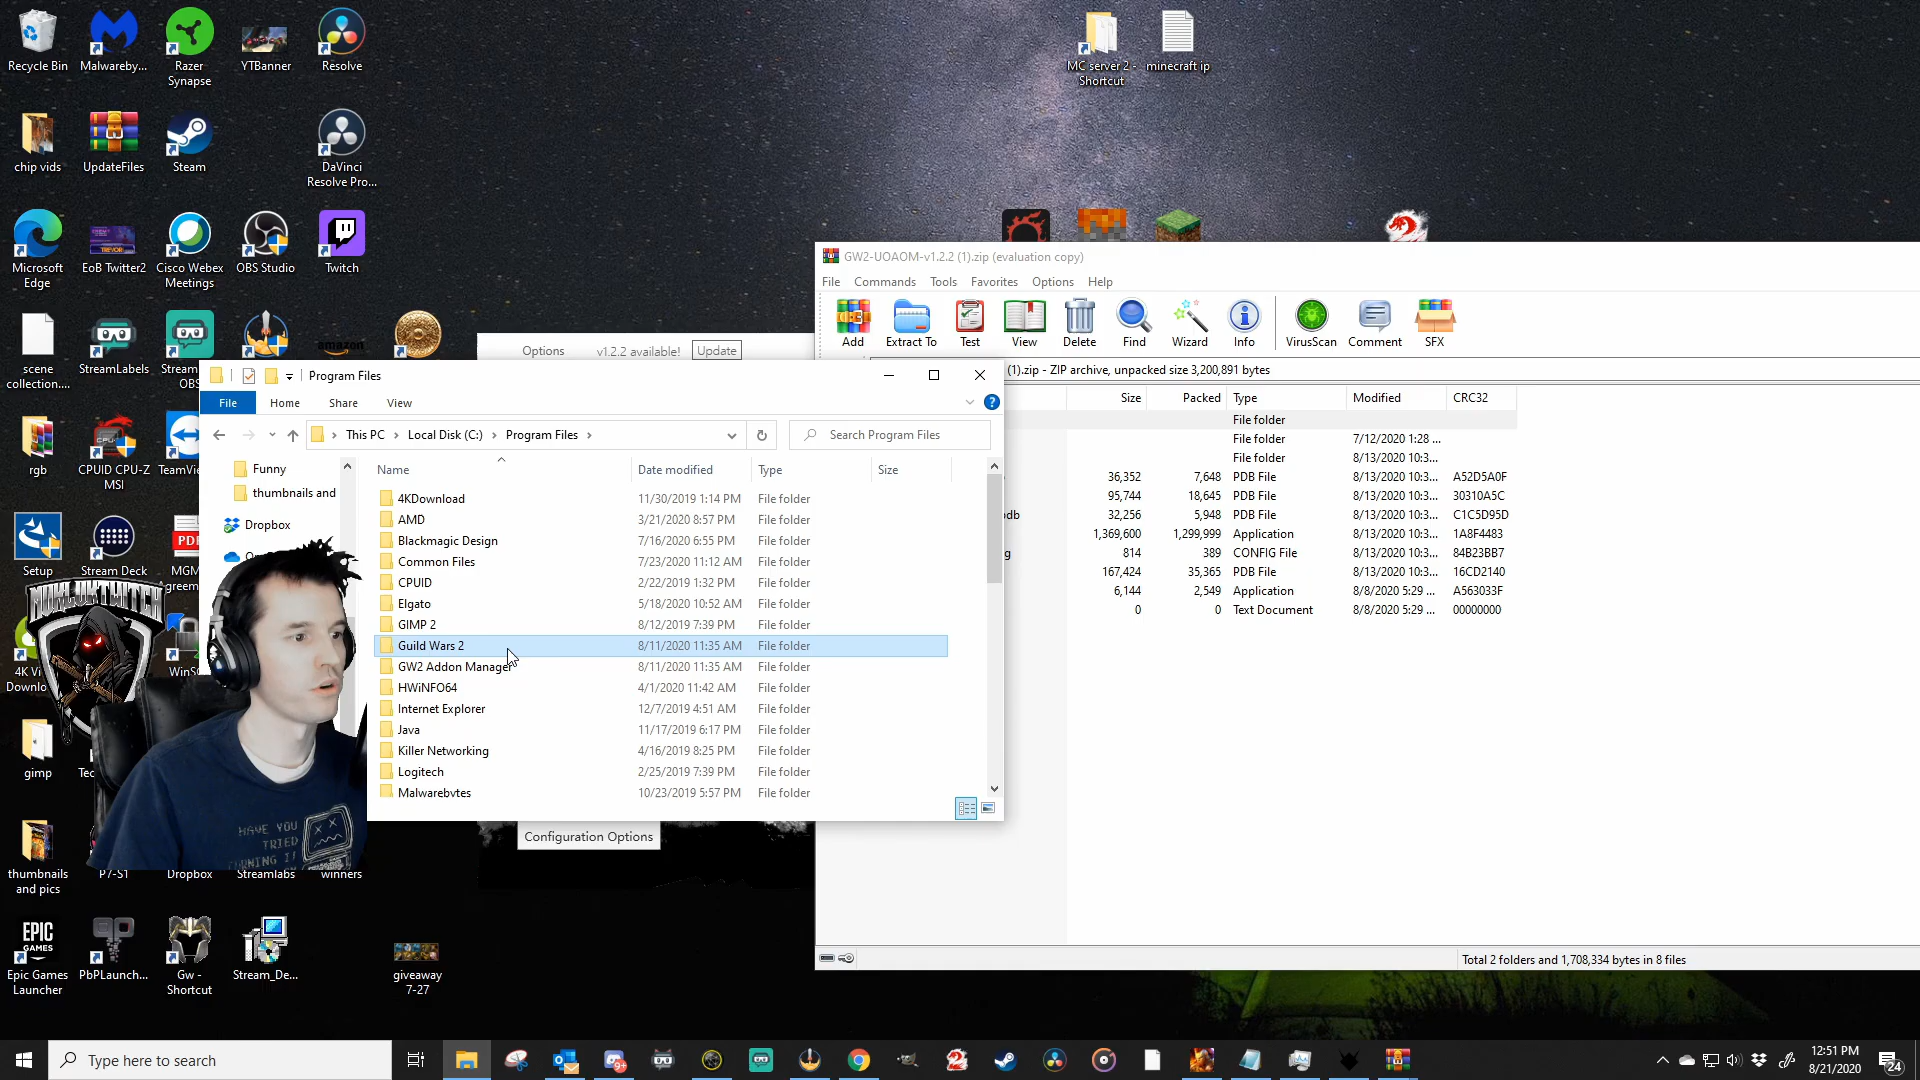 Recycle Bin
Malwareby...
Razer
Synapse
YTBanner
Resolve
MC server 2 -
Shortcut
minecraft ip
chip vids
UpdateFiles
Steam
DaVinci
Resolve Pro...
Microsoft
Edge
EoB Twitter2
Cisco Webex
Meetings
OBS Studio
Twitch
scene
collection....
StreamLabels
Stream
OBS
amazon
rgb
CPUID CPU-Z
MSI
TeamVie
Setup
Stream Deck
PDF
MGM
agreem
4K Vi
Downlo
WinSC
gimp
Tec
thumbnails
and pics
P7-S1
Dropbox
Streamlabs
winners
EPIC
GAMES
Epic Games
Launcher
PbPLaunch...
Gw -
Shortcut
Stream_De...
giveaway
7-27
HAVE YOU
TRIED
TURNING IT
Options
v1.2.2 available!
Update
Configuration Options
Program Files
File
Home
Share
View
This PC
Local Disk (C:)
Program Files
Search Program Files
Funny
thumbnails and
Dropbox
Name
Date modified
Type
Size
4KDownload 11/30/2019 1:14 PM File folder
AMD 3/21/2020 8:57 PM File folder
Blackmagic Design 7/16/2020 6:55 PM File folder
Common Files 7/23/2020 11:12 AM File folder
CPUID 2/22/2019 1:32 PM File folder
Elgato 5/18/2020 10:52 AM File folder
GIMP 2 8/12/2019 7:39 PM File folder
Guild Wars 2 8/11/2020 11:35 AM File folder
GW2 Addon Manager 8/11/2020 11:35 AM File folder
HWiNFO64 4/1/2020 11:42 AM File folder
Internet Explorer 12/7/2019 4:51 AM File folder
Java 11/17/2019 6:17 PM File folder
Killer Networking 4/16/2019 8:25 PM File folder
Logitech 2/25/2019 7:39 PM File folder
Malwarebytes 10/23/2019 5:57 PM File folder
GW2-UOAOM-v1.2.2 (1).zip (evaluation copy)
File Commands Tools Favorites Options Help
Add
Extract To
Test
View
Delete
Find
Wizard
Info
VirusScan
Comment
SFX
(1).zip - ZIP archive, unpacked size 3,200,891 bytes
Size Packed Type Modified CRC32
File folder
File folder 7/12/2020 1:28 ...
File folder 8/13/2020 10:3...
36,352 7,648 PDB File 8/13/2020 10:3... A52D5A0F
95,744 18,645 PDB File 8/13/2020 10:3... 30310A5C
db 32,256 5,948 PDB File 8/13/2020 10:3... C1C5D95D
1,369,600 1,299,999 Application 8/13/2020 10:3... 1A8F4483
g 814 389 CONFIG File 8/13/2020 10:3... 84B23BB7
167,424 35,365 PDB File 8/13/2020 10:3... 16CD2140
6,144 2,549 Application 8/8/2020 5:29 ... A563033F
0 0 Text Document 8/8/2020 5:29 ... 00000000
Total 2 folders and 1,708,334 bytes in 8 files
Type here to search
9+
12:51 PM
8/21/2020
24